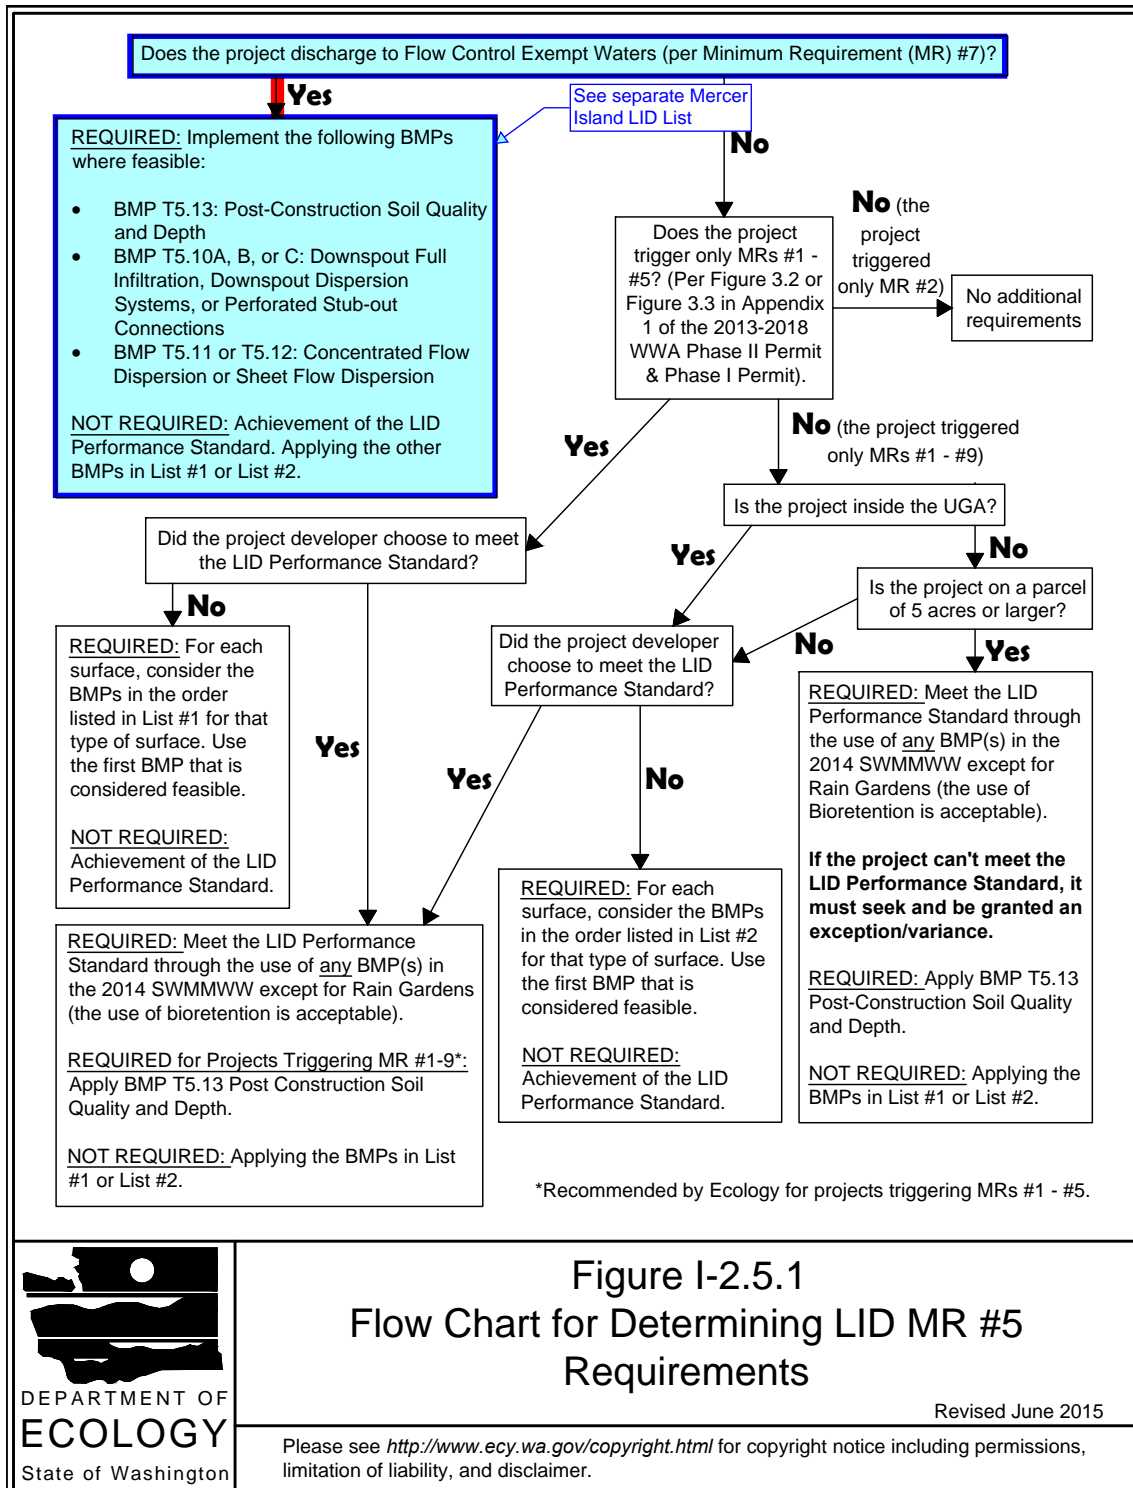 Does the project discharge to Flow Control Exempt Waters (per Minimum Requirement (MR) #7)?
Yes
See separate Mercer
Island LID List
No
REQUIRED: Implement the following BMPs
where feasible:
• BMP T5.13: Post-Construction Soil Quality
and Depth
• BMP T5.10A, B, or C: Downspout Full
Infiltration, Downspout Dispersion
Systems, or Perforated Stub-out
Connections
• BMP T5.11 or T5.12: Concentrated Flow
Dispersion or Sheet Flow Dispersion
NOT REQUIRED: Achievement of the LID
Performance Standard. Applying the other
BMPs in List #1 or List #2.
Does the project
trigger only MRs #1 -
#5? (Per Figure 3.2 or
Figure 3.3 in Appendix
1 of the 2013-2018
WWA Phase II Permit
& Phase I Permit).
No (the
project
triggered
only MR #2)
No additional
requirements
Yes
No (the project triggered
only MRs #1 - #9)
Is the project inside the UGA?
Did the project developer choose to meet
the LID Performance Standard?
Yes
No
Is the project on a parcel
of 5 acres or larger?
No
Did the project developer
choose to meet the LID
Performance Standard?
No
Yes
REQUIRED: For each
surface, consider the
BMPs in the order
listed in List #1 for that
type of surface. Use
the first BMP that is
considered feasible.
NOT REQUIRED:
Achievement of the LID
Performance Standard.
Yes
Yes
No
REQUIRED: Meet the LID
Performance Standard through
the use of any BMP(s) in the
2014 SWMMWW except for
Rain Gardens (the use of
Bioretention is acceptable).
If the project can't meet the
LID Performance Standard, it
must seek and be granted an
exception/variance.
REQUIRED: Apply BMP T5.13
Post-Construction Soil Quality
and Depth.
NOT REQUIRED: Applying the
BMPs in List #1 or List #2.
REQUIRED: For each
surface, consider the BMPs
in the order listed in List #2
for that type of surface. Use
the first BMP that is
considered feasible.
NOT REQUIRED:
Achievement of the LID
Performance Standard.
REQUIRED: Meet the LID Performance
Standard through the use of any BMP(s) in
the 2014 SWMMWW except for Rain Gardens
(the use of bioretention is acceptable).
REQUIRED for Projects Triggering MR #1-9*:
Apply BMP T5.13 Post Construction Soil
Quality and Depth.
NOT REQUIRED: Applying the BMPs in List
#1 or List #2.
*Recommended by Ecology for projects triggering MRs #1 - #5.
DEPARTMENT OF
ECOLOGY
State of Washington
Figure I-2.5.1
Flow Chart for Determining LID MR #5
Requirements
Revised June 2015
Please see http://www.ecy.wa.gov/copyright.html for copyright notice including permissions,
limitation of liability, and disclaimer.